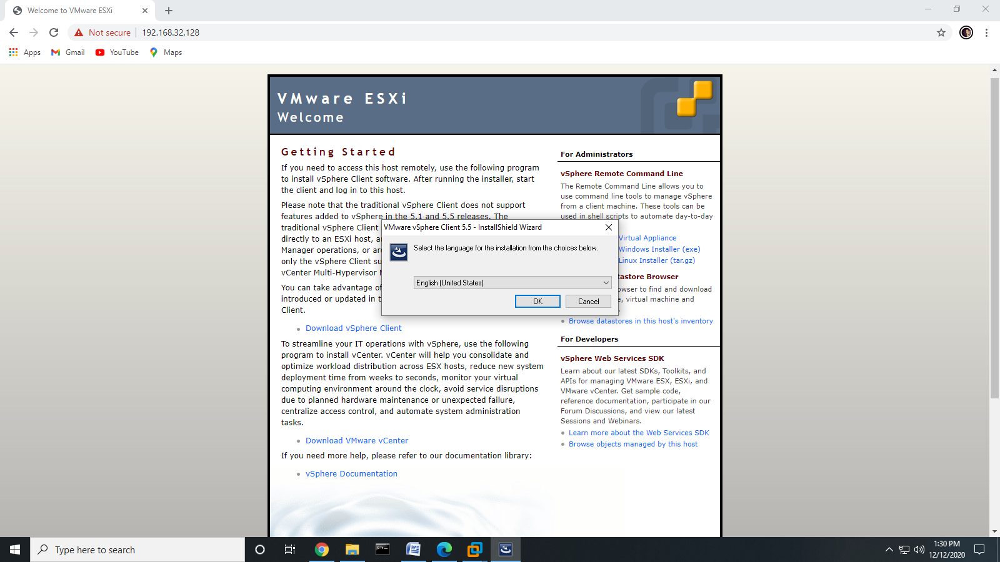 Welcome to VMware ESXi
Not secure
192.168.32.128
Apps
Gmail
YouTube
Maps
VMware ESXi
Welcome
Getting Started
If you need to access this host remotely, use the following program
to install vSphere Client software. After running the installer, start
the client and log in to this host.
Please note that the traditional vSphere Client does not support
features added to vSphere in the 5.1 and 5.5 releases. The
traditional vSphere Client
directly to an ESXi host, a
Manager operations, or ar
only the vSphere Client su
vCenter Multi-Hypervisor
You can take advantage of
introduced or updated in t
Client.
Download vSphere Client
To streamline your IT operations with vSphere, use the following
program to install vCenter. vCenter will help you consolidate and
optimize workload distribution across ESX hosts, reduce new system
deployment time from weeks to seconds, monitor your virtual
computing environment around the clock, avoid service disruptions
due to planned hardware maintenance or unexpected failure,
centralize access control, and automate system administration
tasks.
Download VMware vCenter
If you need more help, please refer to our documentation library:
vSphere Documentation
For Administrators
vSphere Remote Command Line
The Remote Command Line allows you to
use command line tools to manage vSphere
from a client machine. These tools can be
used in shell scripts to automate day-to-day
Virtual Appliance
Windows Installer (exe)
Linux Installer (tar.gz)
tastore Browser
owser to find and download
e, virtual machine and
Browse datastores in this host's inventory
For Developers
vSphere Web Services SDK
Learn about our latest SDKs, Toolkits, and
APIs for managing VMware ESX, ESXi, and
VMware vCenter. Get sample code,
reference documentation, participate in our
Forum Discussions, and view our latest
Sessions and Webinars.
Learn more about the Web Services SDK
Browse objects managed by this host
VMware vSphere Client 5.5 - InstallShield Wizard
Select the language for the installation from the choices below.
English (United States)
OK
Cancel
Type here to search
1:30 PM
12/12/2020